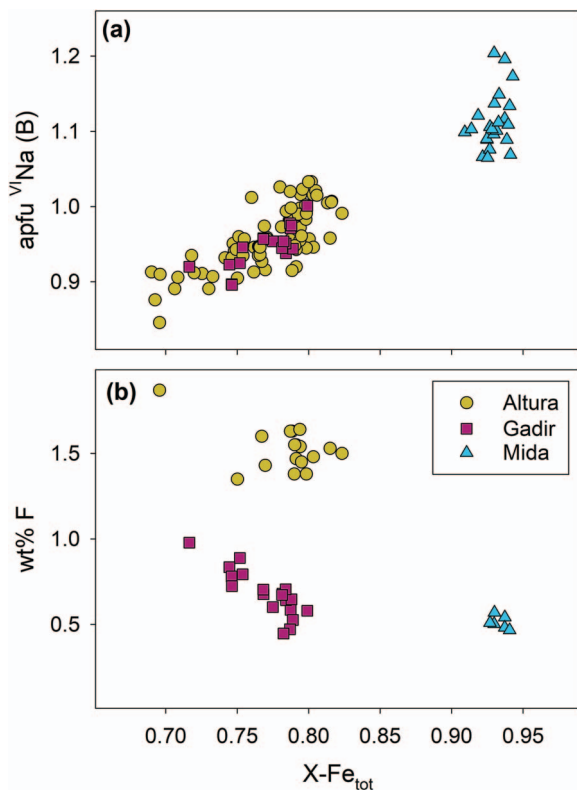 (a)
1.2
1.1
1.0
0.9
apfu ⱽᴵNa (B)
(b)
Altura
Gadir
Mida
1.5
1.0
0.5
wt% F
0.70 0.75 0.80 0.85 0.90 0.95
X-Feₜₒₜ